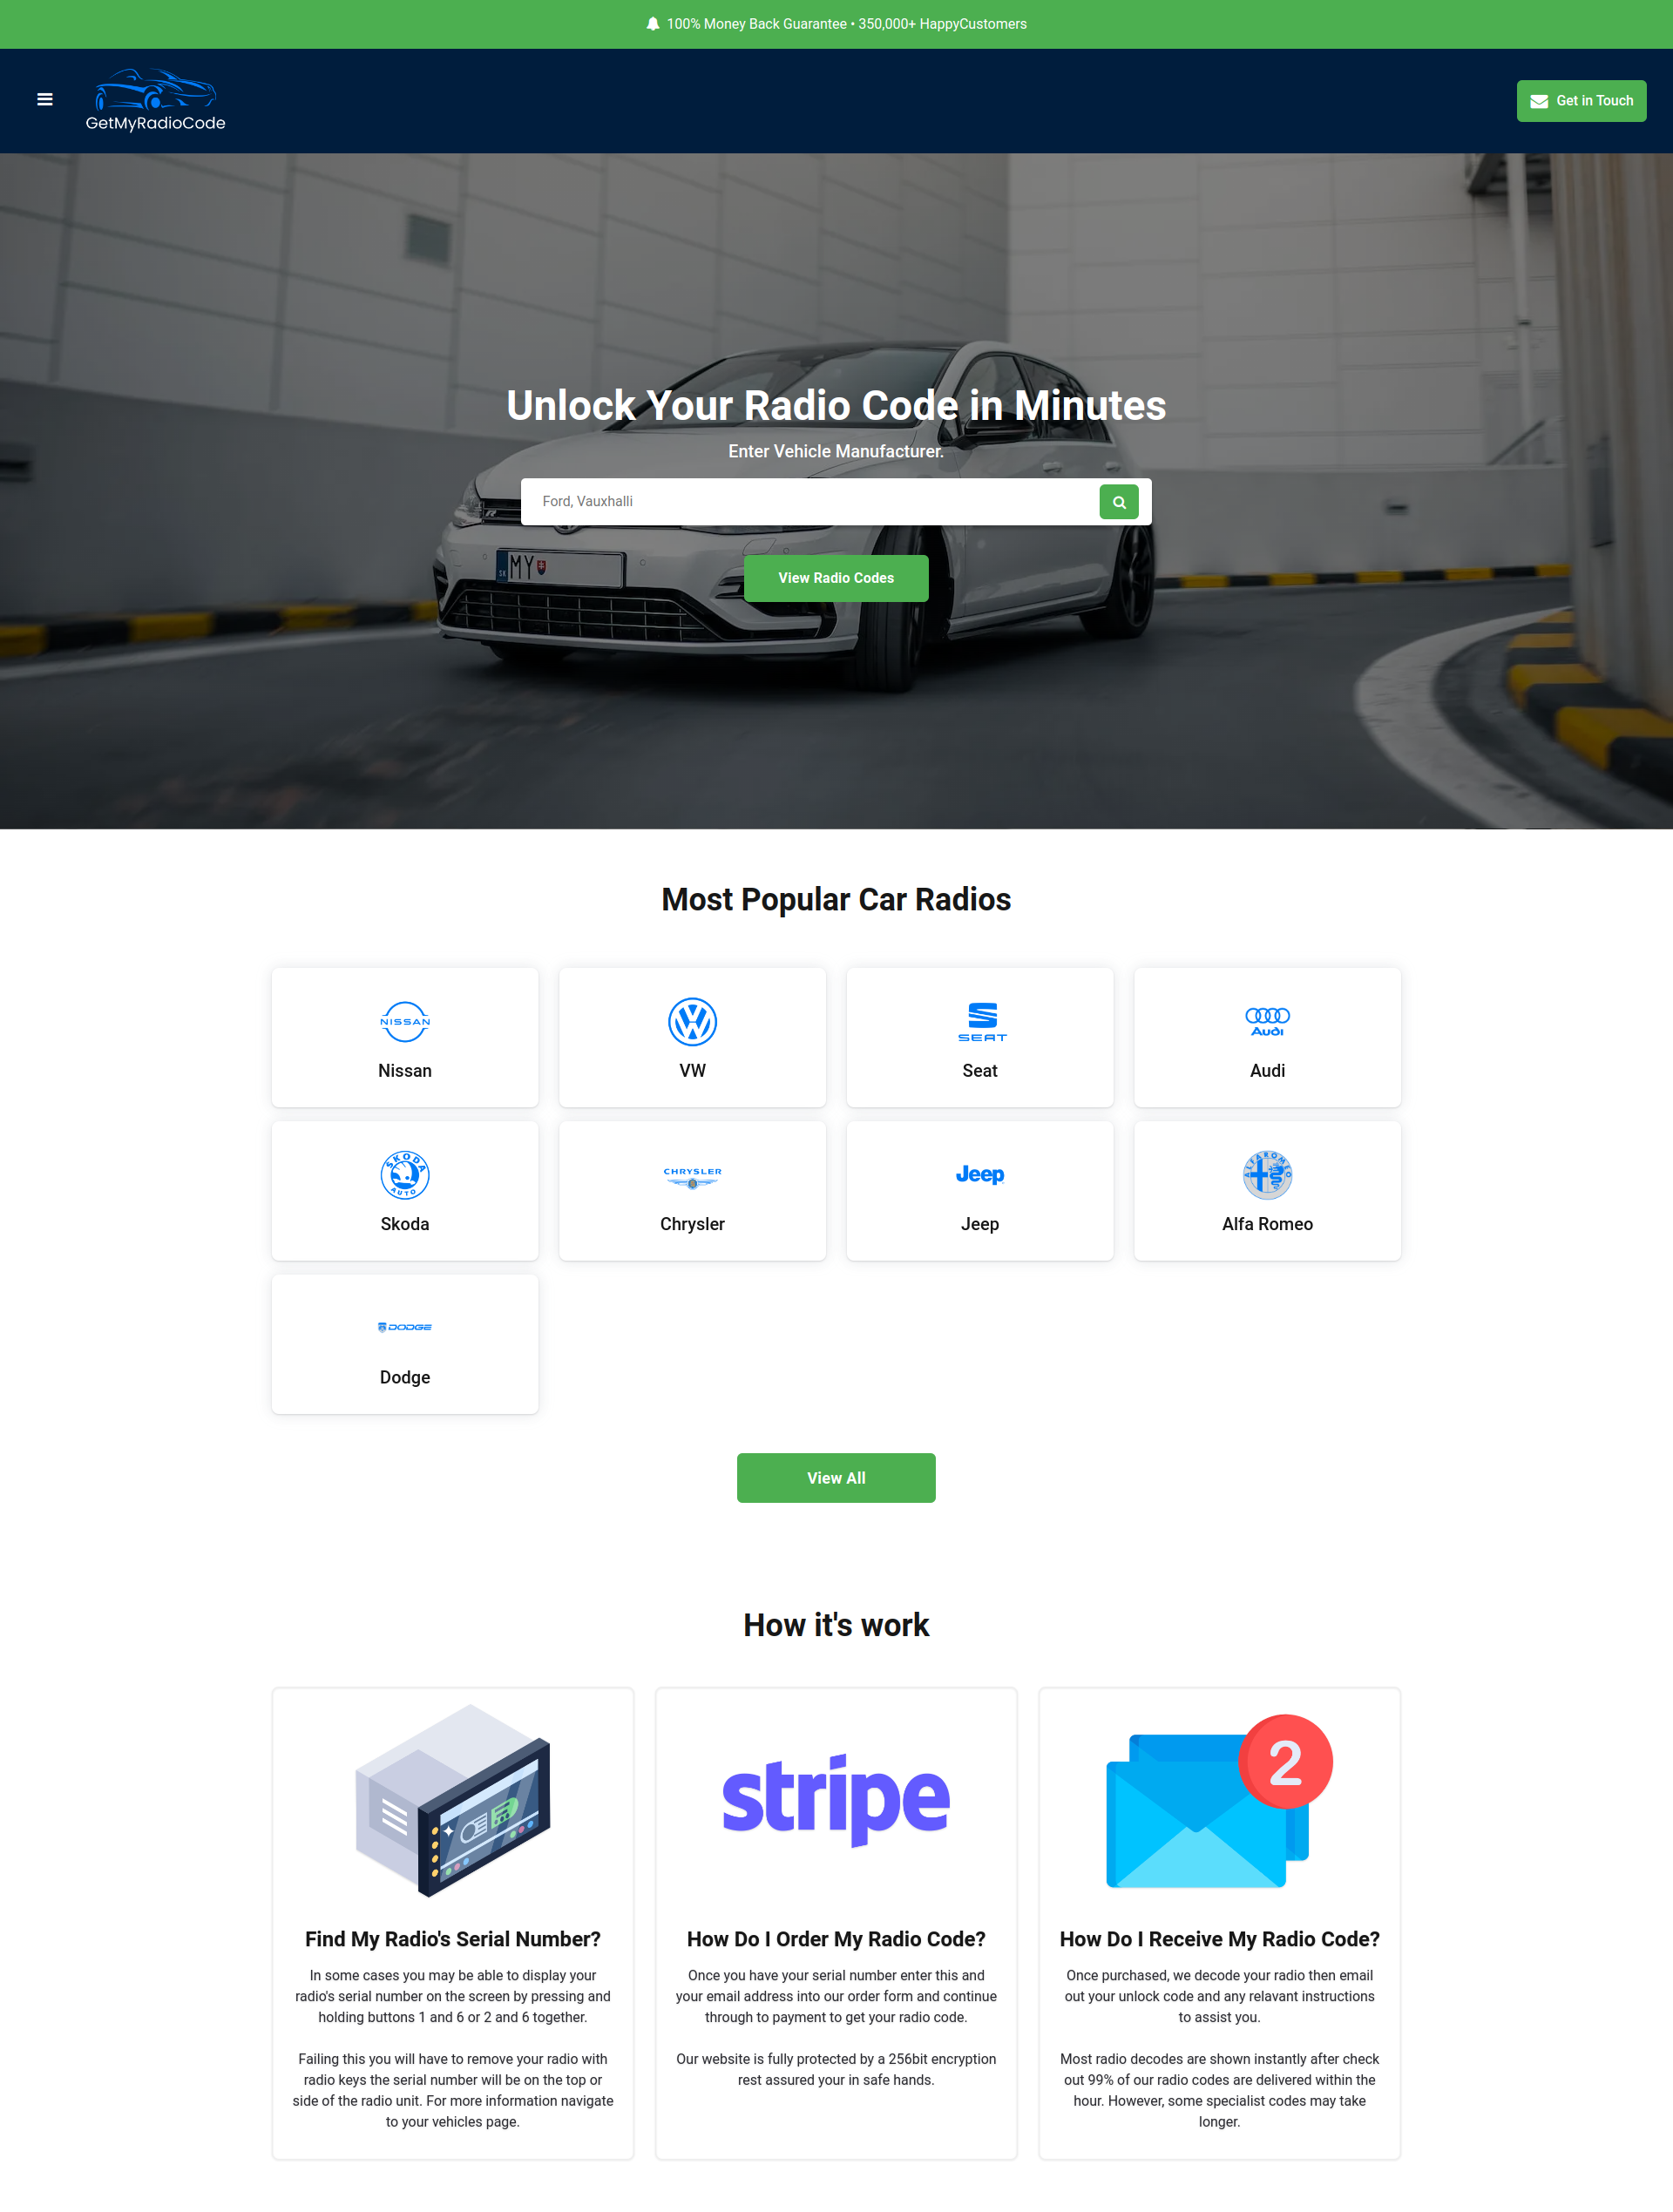 100% Money Back Guarantee • 350,000+ HappyCustomers
GetMyRadioCode
Get in Touch
Unlock Your Radio Code in Minutes
Enter Vehicle Manufacturer.
Ford, Vauxhalli
R
SK MY
View Radio Codes
Most Popular Car Radios
NISSAN
Nissan
VW
SEAT
Seat
Audi
Audi
SKODA
AUTO
Skoda
CHRYSLER
Chrysler
Jeep
Jeep
ALFA ROMEO
Alfa Romeo
DODGE
Dodge
View All
How it's work
stripe
2
Find My Radio's Serial Number?
In some cases you may be able to display your
radio's serial number on the screen by pressing and
holding buttons 1 and 6 or 2 and 6 together.
Failing this you will have to remove your radio with
radio keys the serial number will be on the top or
side of the radio unit. For more information navigate
to your vehicles page.
How Do I Order My Radio Code?
Once you have your serial number enter this and
your email address into our order form and continue
through to payment to get your radio code.
Our website is fully protected by a 256bit encryption
rest assured your in safe hands.
How Do I Receive My Radio Code?
Once purchased, we decode your radio then email
out your unlock code and any relavant instructions
to assist you.
Most radio decodes are shown instantly after check
out 99% of our radio codes are delivered within the
hour. However, some specialist codes may take
longer.